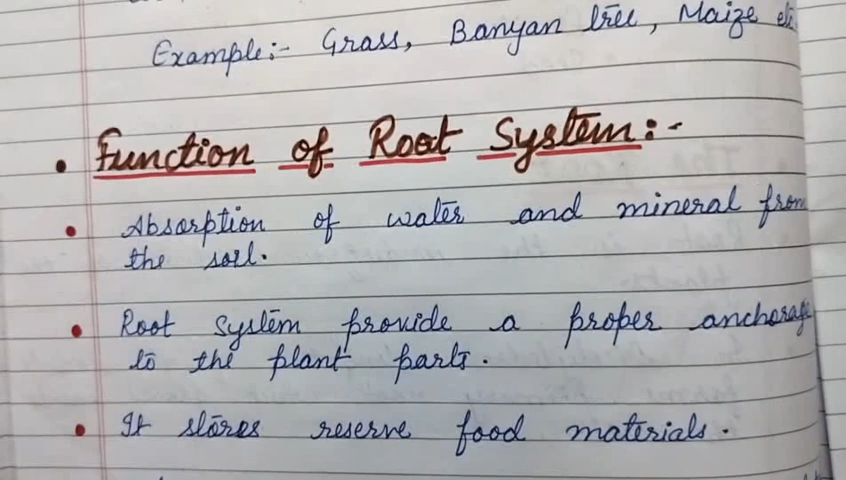 Example:- Grass, Banyan tree, Maize etc.
• Function of Root System:-
• Absorption of water and mineral from
the soil.
• Root system provide a proper anchorage
to the plant parts.
• It stores reserve food materials.